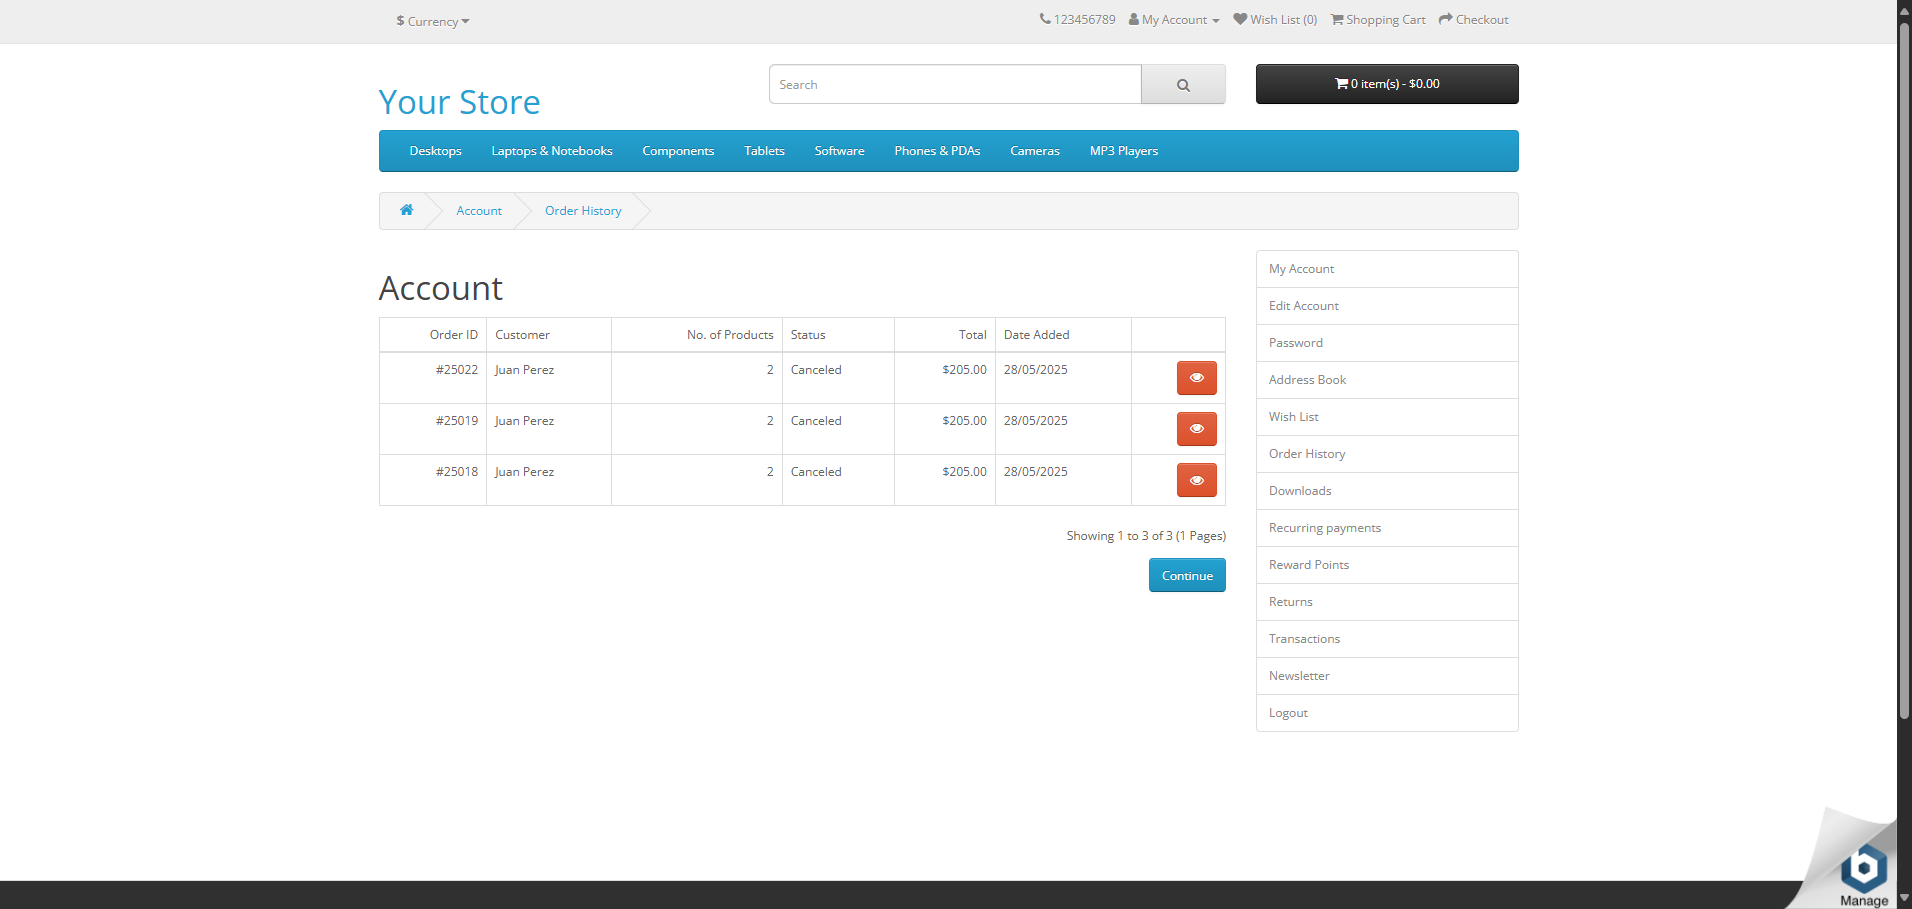 $ Currency
123456789 My Account Wish List (0) Shopping Cart Checkout
Your Store
Search
0 item(s) - $0.00
Desktops Laptops & Notebooks Components Tablets Software Phones & PDAs Cameras MP3 Players
Account Order History
Account
Order ID Customer No. of Products Status Total Date Added
#25022 Juan Perez 2 Canceled $205.00 28/05/2025
#25019 Juan Perez 2 Canceled $205.00 28/05/2025
#25018 Juan Perez 2 Canceled $205.00 28/05/2025
Showing 1 to 3 of 3 (1 Pages)
Continue
My Account
Edit Account
Password
Address Book
Wish List
Order History
Downloads
Recurring payments
Reward Points
Returns
Transactions
Newsletter
Logout
b
Manage